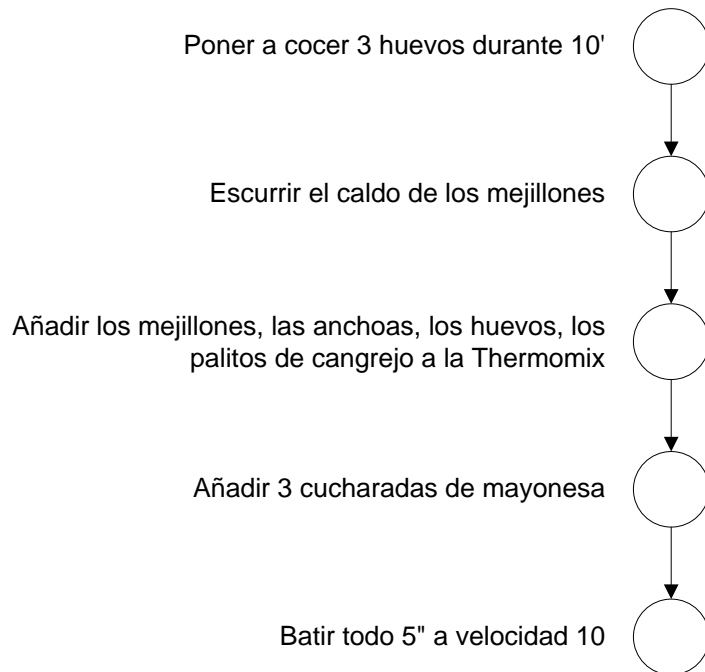 Poner a cocer 3 huevos durante 10'
Escurrir el caldo de los mejillones
Añadir los mejillones, las anchoas, los huevos, los
palitos de cangrejo a la Thermomix
Añadir 3 cucharadas de mayonesa
Batir todo 5" a velocidad 10